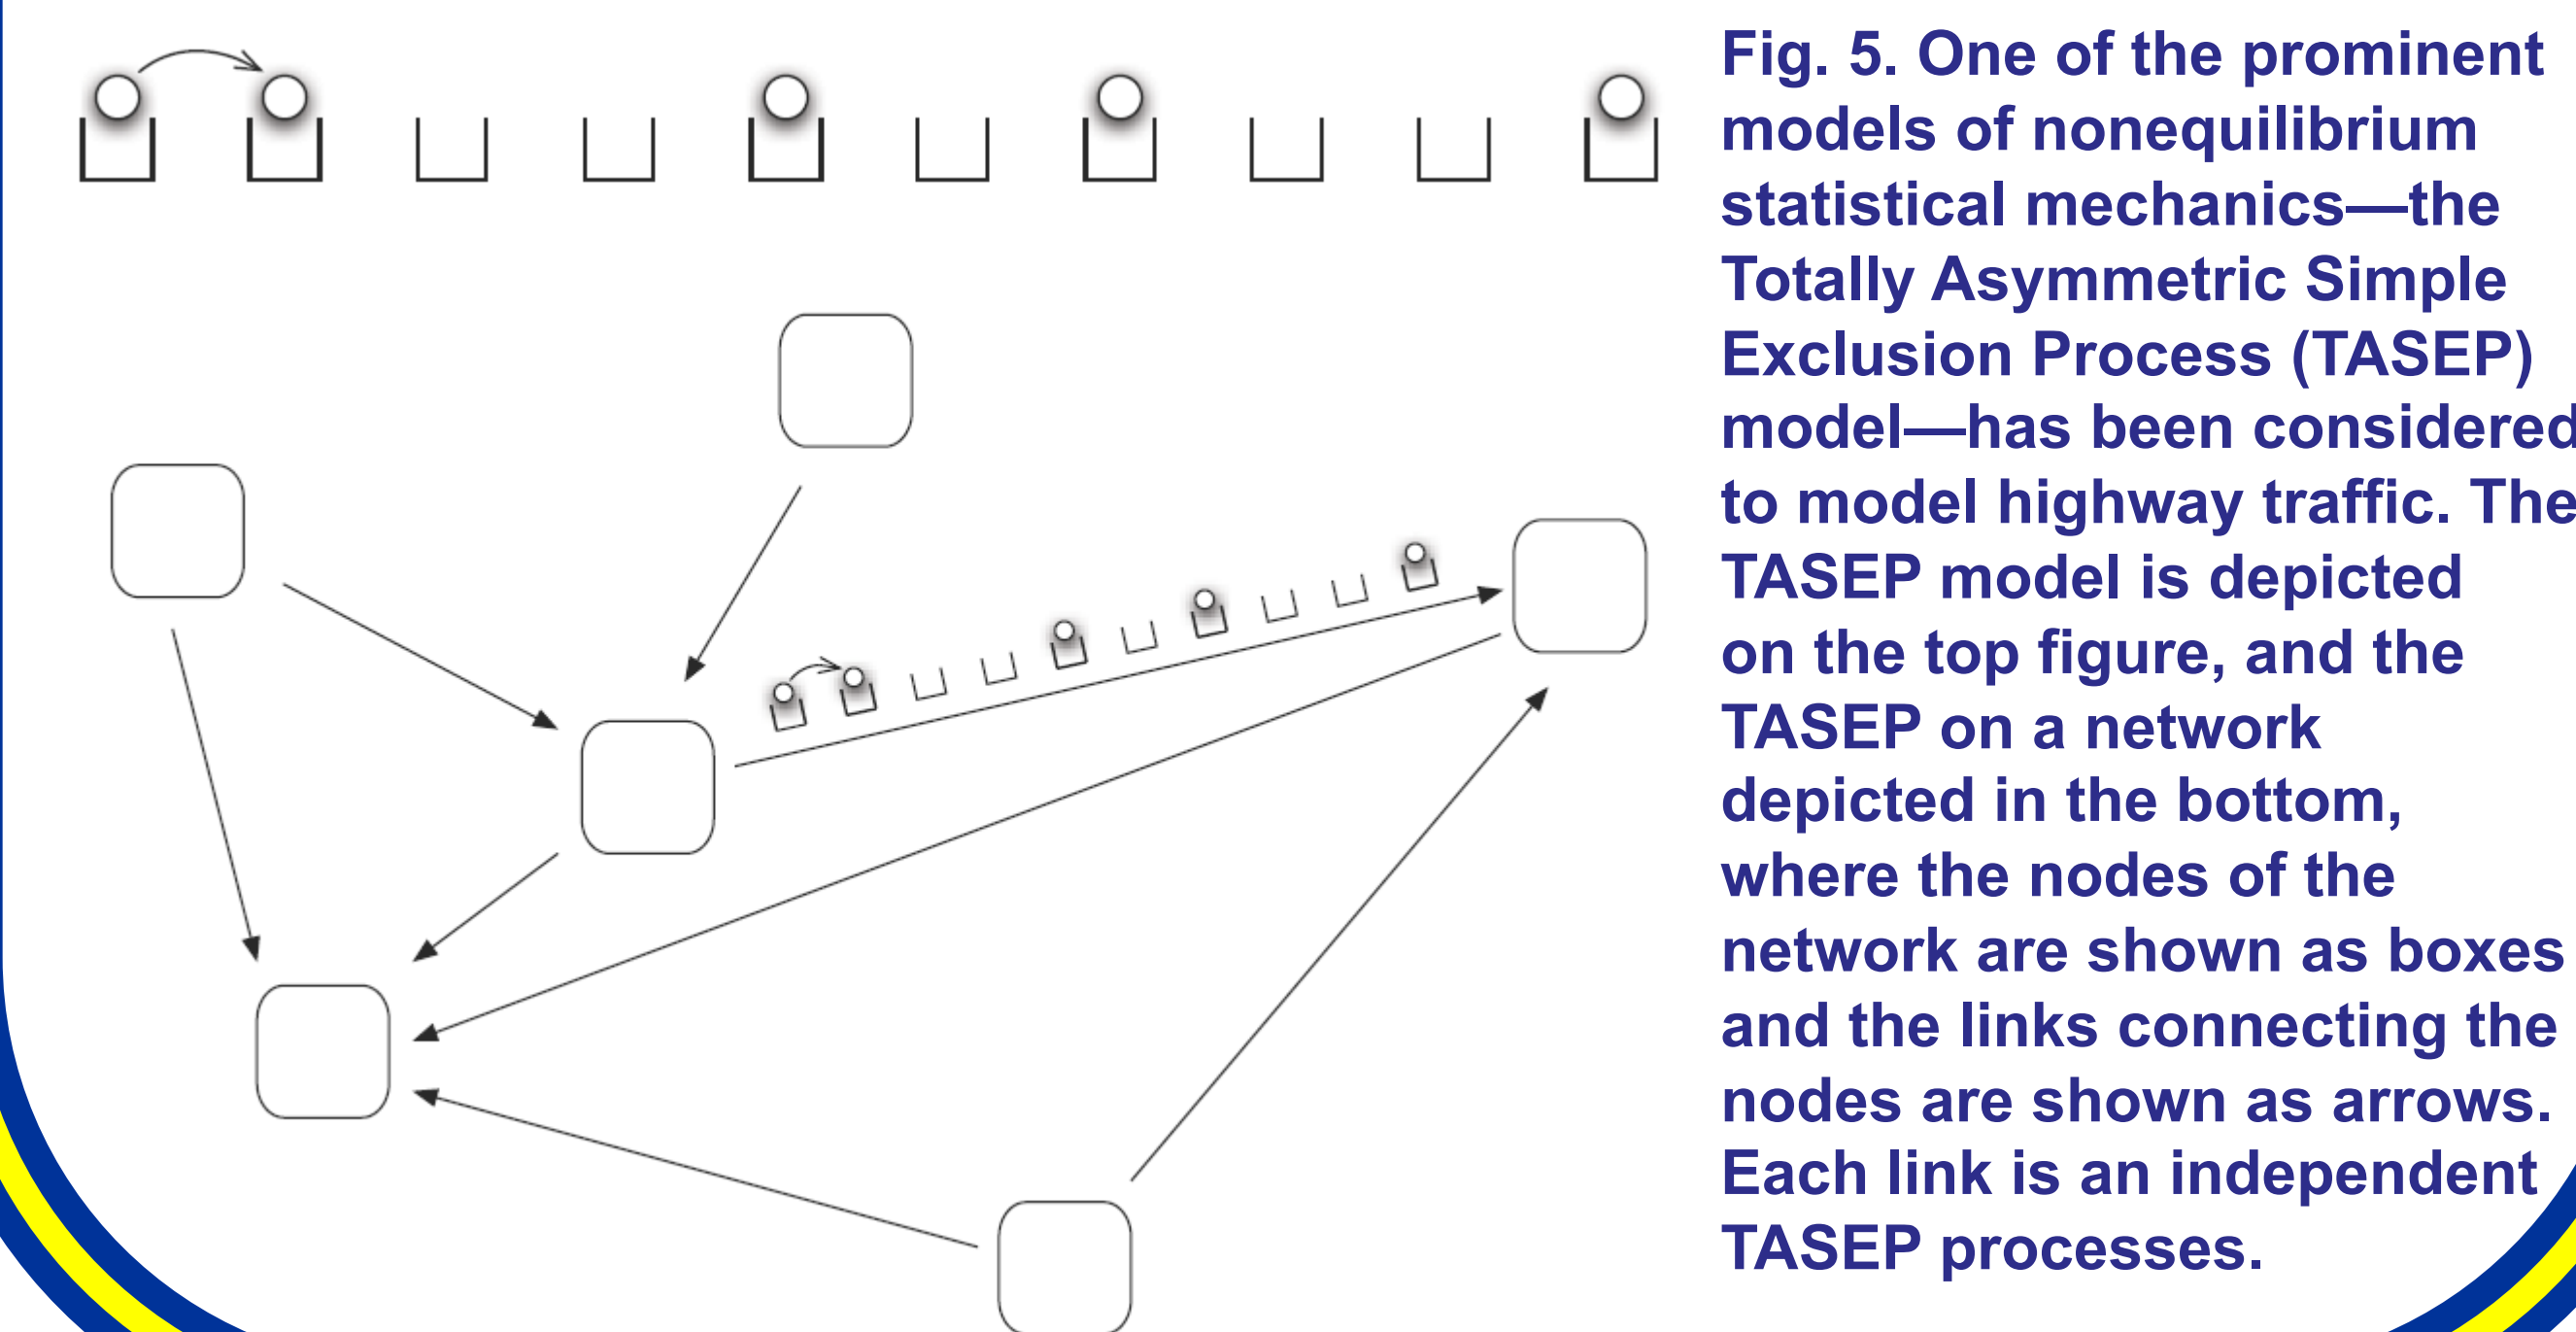 Fig. 5. One of the prominent
models of nonequilibrium
statistical mechanics—the
Totally Asymmetric Simple
Exclusion Process (TASEP)
model—has been considered
to model highway traffic. The
TASEP model is depicted
on the top figure, and the
TASEP on a network
depicted in the bottom,
where the nodes of the
network are shown as boxes
and the links connecting the
nodes are shown as arrows.
Each link is an independent
TASEP processes.